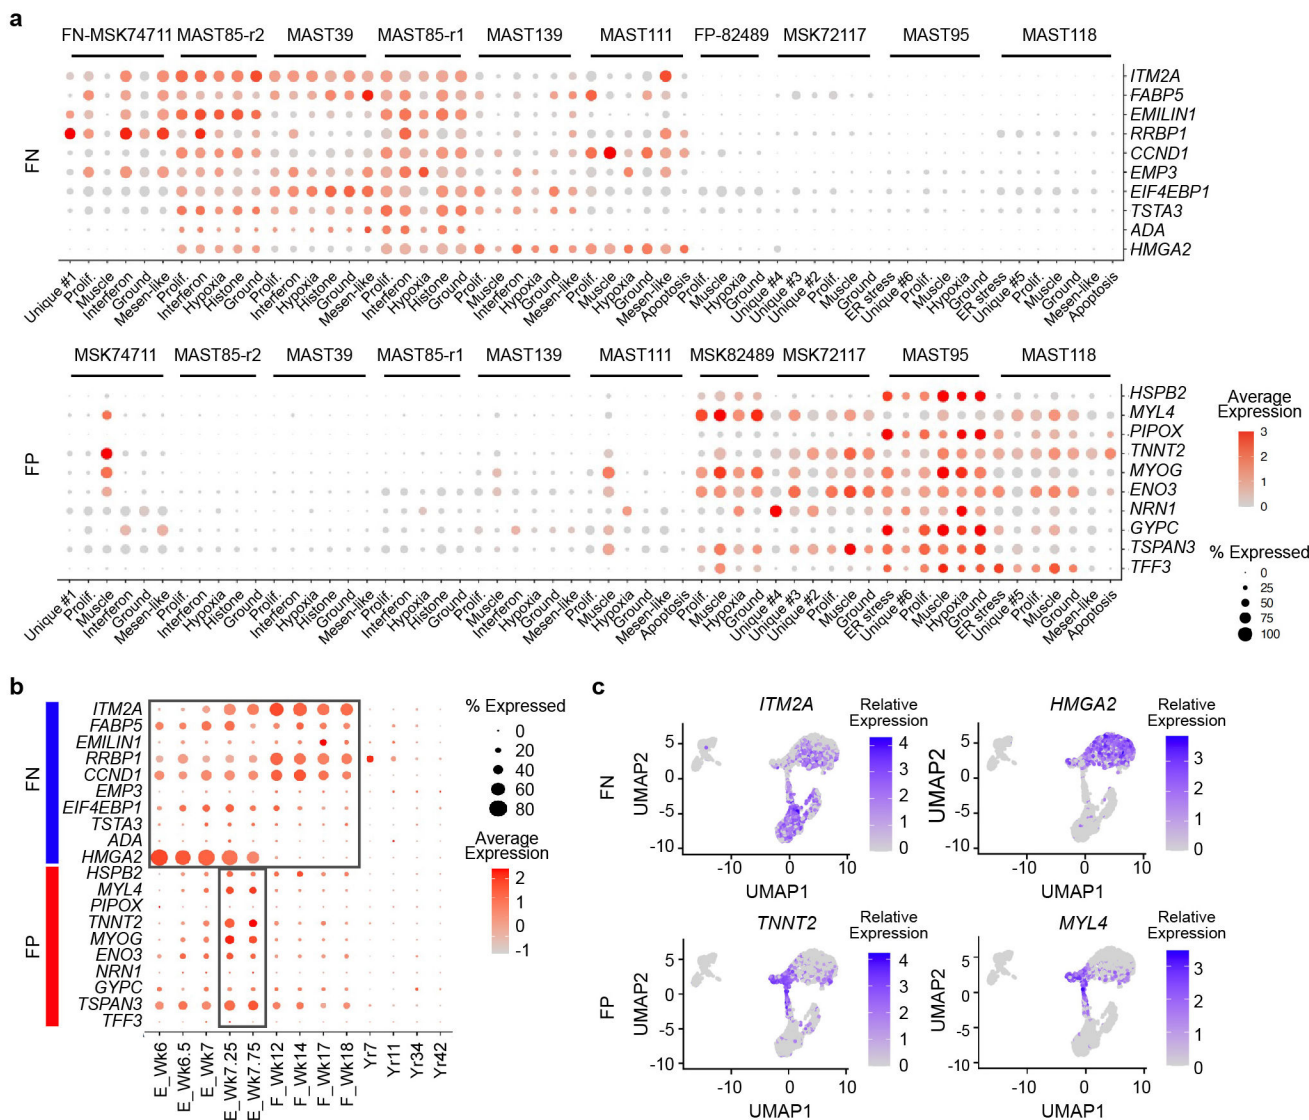 a
FN-MSK74711 MAST85-r2 MAST39 MAST85-r1 MAST139 MAST111 FP-82489 MSK72117 MAST95 MAST118
FN
ITM2A
FABP5
EMILIN1
RRBP1
CCND1
EMP3
EIF4EBP1
TSTA3
ADA
HMGA2
Unique #1 Prolif. Muscle Interferon Ground Mesen-like Prolif. Interferon Hypoxia Histone Ground Prolif. Interferon Hypoxia Histone Ground Mesen-like Prolif. Interferon Hypoxia Histone Ground Prolif. Muscle Interferon Hypoxia Ground Mesen-like Prolif. Muscle Hypoxia Ground Mesen-like Apoptosis Prolif. Muscle Hypoxia Ground Unique #4 Unique #3 Unique #2 Prolif. Muscle Ground ER stress Unique #6 Prolif. Muscle Hypoxia Ground ER stress Unique #5 Prolif. Muscle Ground Mesen-like Apoptosis
MSK74711 MAST85-r2 MAST39 MAST85-r1 MAST139 MAST111 MSK82489 MSK72117 MAST95 MAST118
FP
HSPB2
MYL4
PIPOX
TNNT2
MYOG
ENO3
NRN1
GYPC
TSPAN3
TFF3
Unique #1 Prolif. Muscle Interferon Ground Mesen-like Prolif. Interferon Hypoxia Histone Ground Prolif. Interferon Hypoxia Histone Ground Mesen-like Prolif. Interferon Hypoxia Histone Ground Prolif. Muscle Interferon Hypoxia Ground Mesen-like Prolif. Muscle Hypoxia Ground Mesen-like Apoptosis Prolif. Muscle Hypoxia Ground Unique #4 Unique #3 Unique #2 Prolif. Muscle Ground ER stress Unique #6 Prolif. Muscle Hypoxia Ground ER stress Unique #5 Prolif. Muscle Ground Mesen-like Apoptosis
Average
Expression
3
2
1
0
% Expressed
0
25
50
75
100
b
FN
ITM2A
FABP5
EMILIN1
RRBP1
CCND1
EMP3
EIF4EBP1
TSTA3
ADA
HMGA2
FP
HSPB2
MYL4
PIPOX
TNNT2
MYOG
ENO3
NRN1
GYPC
TSPAN3
TFF3
E_Wk6 E_Wk6.5 E_Wk7 E_Wk7.25 E_Wk7.75 F_Wk12 F_Wk14 F_Wk17 F_Wk18 Yr7 Yr11 Yr34 Yr42
% Expressed
0
20
40
60
80
Average
Expression
2
1
0
-1
c
ITM2A
Relative
Expression
4
3
2
1
0
FN
UMAP2
5
0
-5
-10
-10 0 10
UMAP1
HMGA2
Relative
Expression
3
2
1
0
UMAP2
5
0
-5
-10
-10 0 10
UMAP1
TNNT2
Relative
Expression
4
3
2
1
0
FP
UMAP2
5
0
-5
-10
-10 0 10
UMAP1
MYL4
Relative
Expression
3
2
1
0
UMAP2
5
0
-5
-10
-10 0 10
UMAP1